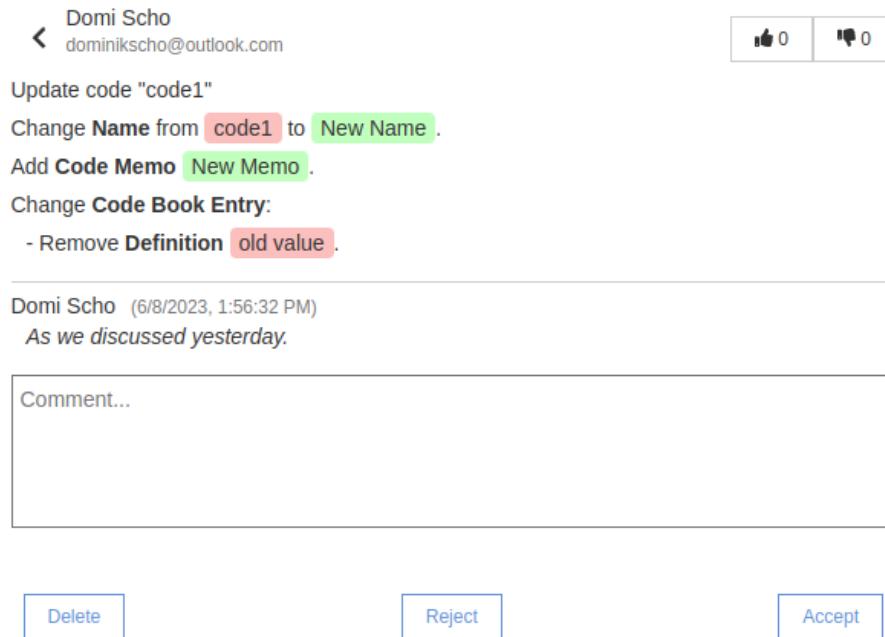 Domi Scho
dominikscho@outlook.com
0
0
Update code "code1"
Change Name from code1 to New Name .
Add Code Memo New Memo .
Change Code Book Entry:
- Remove Definition old value .
Domi Scho (6/8/2023, 1:56:32 PM)
As we discussed yesterday.
Comment...
Delete
Reject
Accept